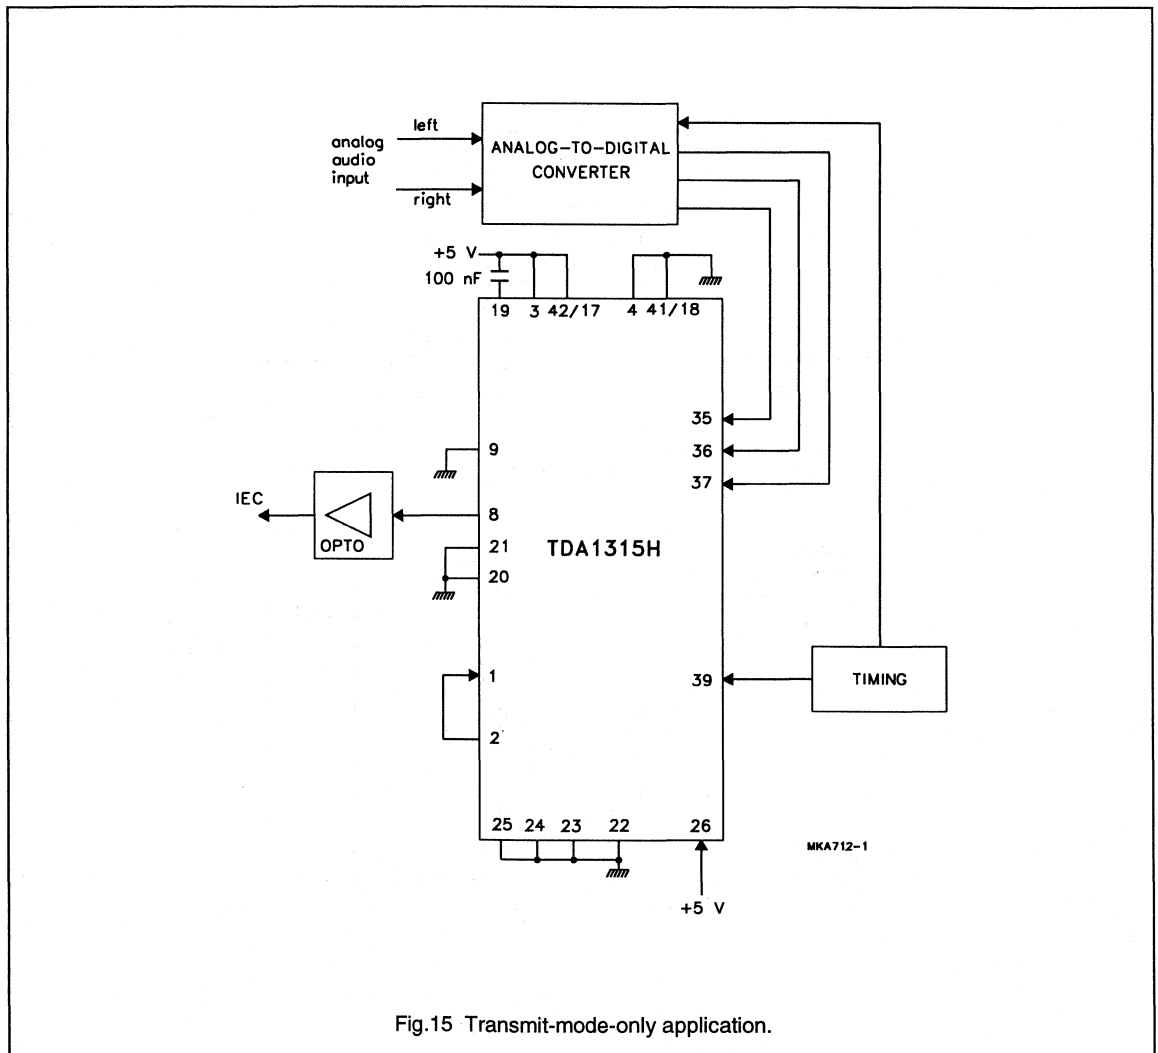 left
analog
audio
input
right
ANALOG-TO-DIGITAL
CONVERTER
+5 V
100 nF
19 3 42/17 4 41/18
35
9
36
37
IEC
8
OPTO
21
TDA1315H
20
1
39
TIMING
2
25 24 23 22 26
MKA712-1
+5 V
Fig.15 Transmit-mode-only application.